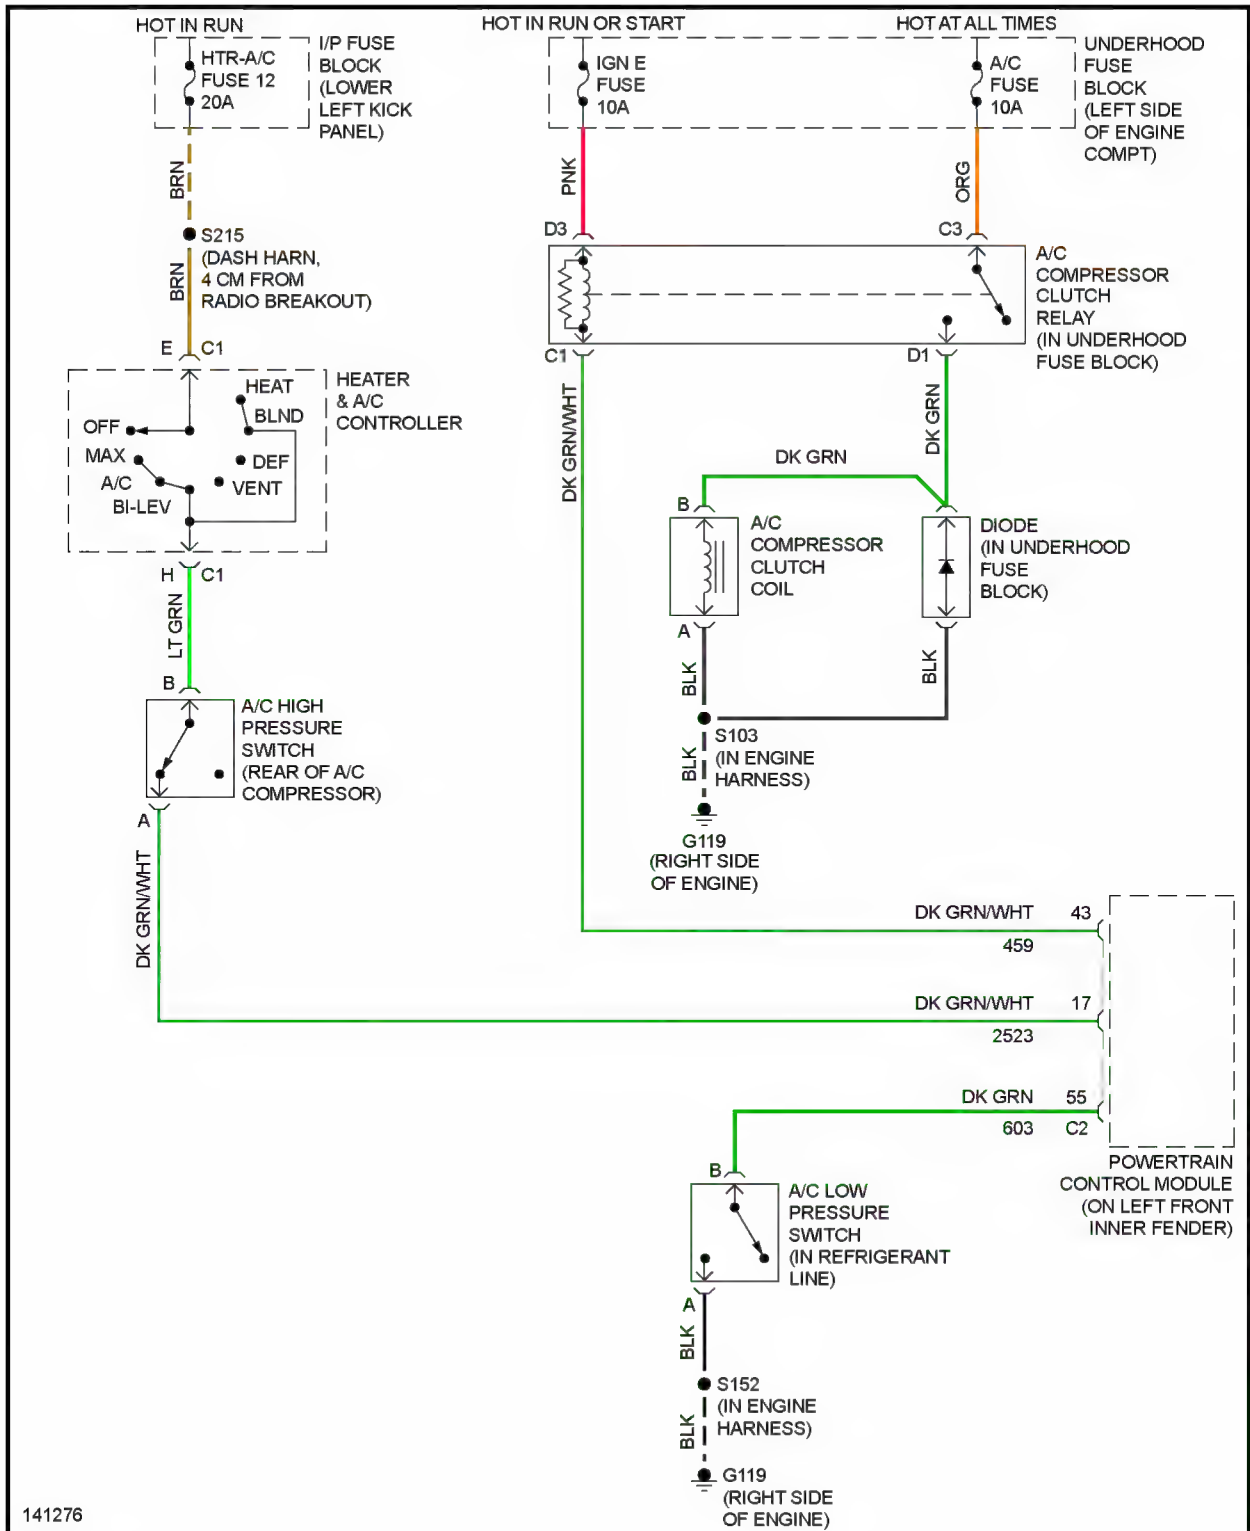 HOT IN RUN
HOT IN RUN OR START
HOT AT ALL TIMES
HTR-A/C
FUSE 12
20A
I/P FUSE
BLOCK
(LOWER
LEFT KICK
PANEL)
IGN E
FUSE
10A
A/C
FUSE
10A
UNDERHOOD
FUSE
BLOCK
(LEFT SIDE
OF ENGINE
COMPT)
BRN
PNK
ORG
S215
(DASH HARN,
4 CM FROM
RADIO BREAKOUT)
BRN
D3
C3
A/C
COMPRESSOR
CLUTCH
RELAY
(IN UNDERHOOD
FUSE BLOCK)
E
C1
C1
D1
HEATER
& A/C
CONTROLLER
HEAT
BLND
OFF
MAX
DEF
A/C
VENT
BI-LEV
DK GRN/WHT
DK GRN
DK GRN
B
A/C
COMPRESSOR
CLUTCH
COIL
DIODE
(IN UNDERHOOD
FUSE
BLOCK)
H
C1
LT GRN
A
BLK
BLK
B
A/C HIGH
PRESSURE
SWITCH
(REAR OF A/C
COMPRESSOR)
S103
(IN ENGINE
HARNESS)
BLK
A
G119
(RIGHT SIDE
OF ENGINE)
DK GRN/WHT
DK GRN/WHT
43
459
DK GRN/WHT
17
2523
DK GRN
55
603
C2
POWERTRAIN
CONTROL MODULE
(ON LEFT FRONT
INNER FENDER)
B
A/C LOW
PRESSURE
SWITCH
(IN REFRIGERANT
LINE)
A
BLK
S152
(IN ENGINE
HARNESS)
BLK
G119
(RIGHT SIDE
OF ENGINE)
141276